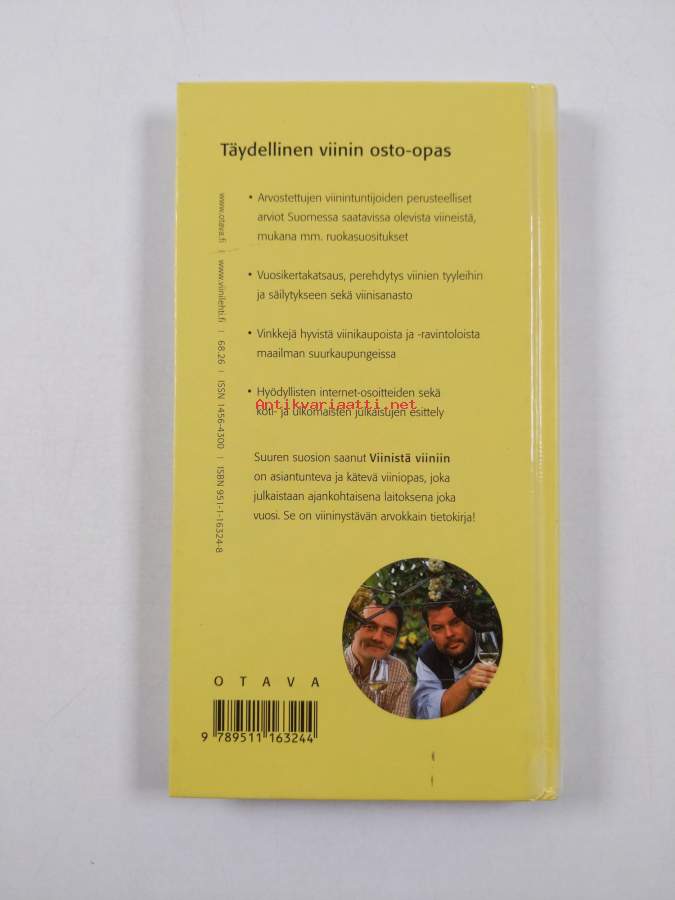 Täydellinen viinin osto-opas
• Arvostettujen viinintuntijoiden perusteelliset
arviot Suomessa saatavissa olevista viineistä,
mukana mm. ruokasuositukset
• Vuosikertakatsaus, perehdytys viinien tyyleihin
ja säilytykseen sekä viinisanasto
• Vinkkejä hyvistä viinikaupoista ja -ravintoloista
maailman suurkaupungeissa
• Hyödyllisten internet-osoitteiden sekä
koti- ja ulkomaisten julkaisujen esittely
Antikvariaatti.net
Suuren suosion saanut Viinistä viiniin
on asiantunteva ja kätevä viiniopas, joka
julkaistaan ajankohtaisena laitoksena joka
vuosi. Se on viininystävän arvokkain tietokirja!
www.otava.fi | www.viinilehti.fi | 68.26 | ISSN 1456-4300 | ISBN 951-1-16324-8
OTAVA
9 789511 163244